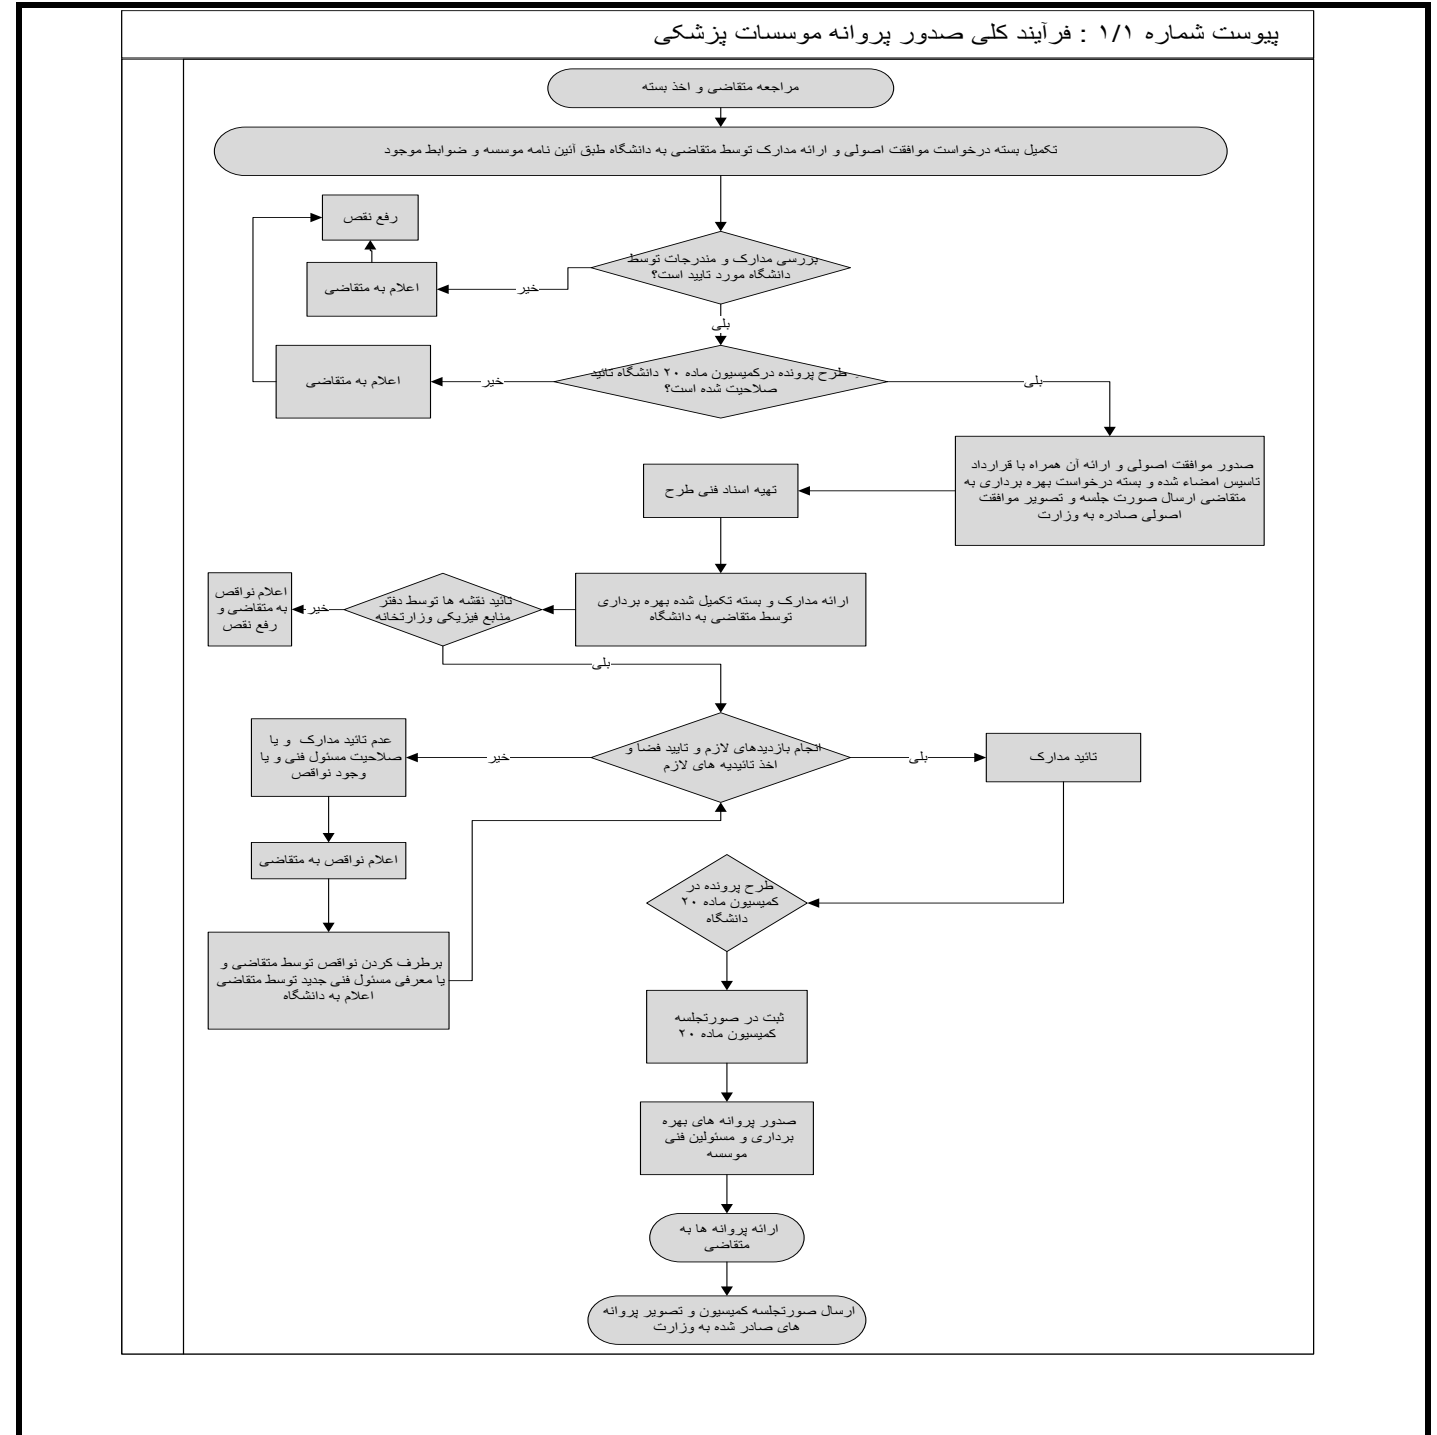 پیوست شماره ۱/۱ : فرآیند کلی صدور پروانه موسسات پزشکی
مراجعه متقاضی و اخذ بسته
تکمیل بسته درخواست موافقت اصولی و ارائه مدارک توسط متقاضی به دانشگاه طبق آئین نامه موسسه و ضوابط موجود
رفع نقص
بررسی مدارک و مندرجات توسط
دانشگاه مورد تایید است؟
خیر
اعلام به متقاضی
بلی
طرح پرونده درکمیسیون ماده ۲۰ دانشگاه تائید
صلاحیت شده است؟
خیر
اعلام به متقاضی
بلی
صدور موافقت اصولی و ارائه آن همراه با قرارداد
تاسیس امضاء شده و بسته درخواست بهره برداری به
متقاضی ارسال صورت جلسه و تصویر موافقت
اصولی صادره به وزارت
تهیه اسناد فنی طرح
ارائه مدارک و بسته تکمیل شده بهره برداری
توسط متقاضی به دانشگاه
تائید نقشه ها توسط دفتر
منابع فیزیکی وزارتخانه
خیر
اعلام نواقص
به متقاضی و
رفع نقص
بلی
انجام بازدیدهای لازم و تایید فضا و
اخذ تائیدیه های لازم
بلی
تائید مدارک
خیر
عدم تائید مدارک و یا
صلاحیت مسئول فنی و یا
وجود نواقص
اعلام نواقص به متقاضی
برطرف کردن نواقص توسط متقاضی و
یا معرفی مسئول فنی جدید توسط متقاضی
اعلام به دانشگاه
طرح پرونده در
کمیسیون ماده ۲۰
دانشگاه
ثبت در صورتجلسه
کمیسیون ماده ۲۰
صدور پروانه های بهره
برداری و مسئولین فنی
موسسه
ارائه پروانه ها به
متقاضی
ارسال صورتجلسه کمیسیون و تصویر پروانه
های صادر شده به وزارت